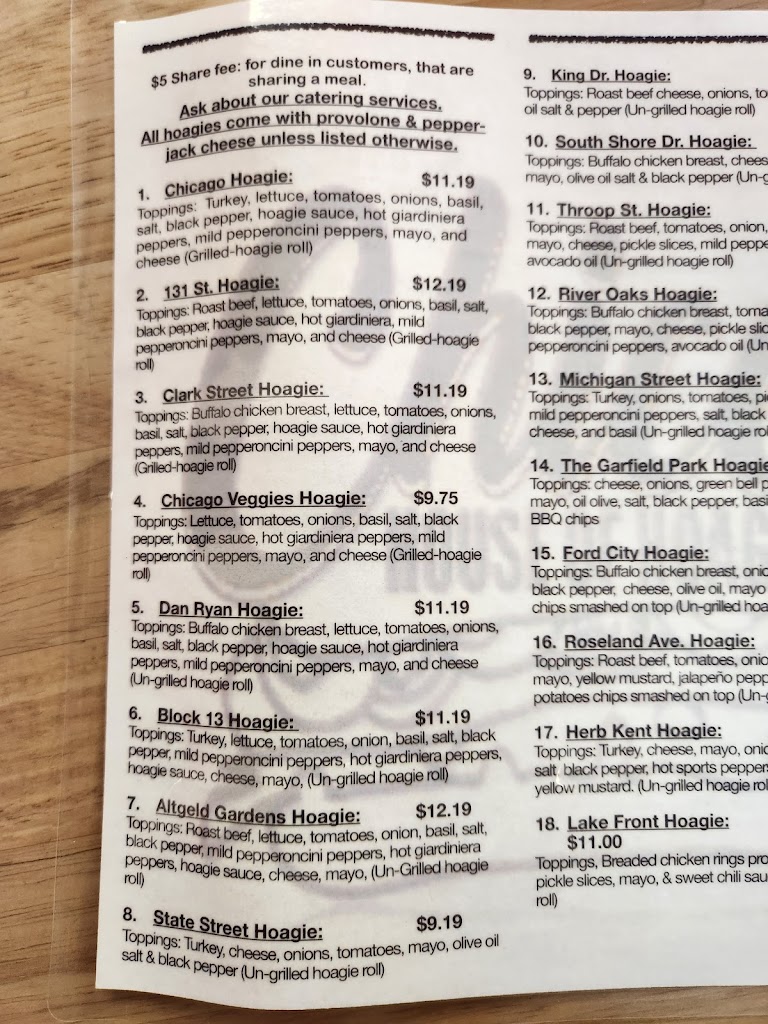 $5 Share fee: for dine in customers, that are
sharing a meal.
Ask about our catering services.
All hoagies come with provolone & pepper-
jack cheese unless listed otherwise.
1. Chicago Hoagie: $11.19
Toppings: Turkey, lettuce, tomatoes, onions, basil,
salt, black pepper, hoagie sauce, hot giardiniera
peppers, mild pepperoncini peppers, mayo, and
cheese (Grilled-hoagie roll)
2. 131 St. Hoagie: $12.19
Toppings: Roast beef, lettuce, tomatoes, onions, basil, salt,
black pepper, hoagie sauce, hot giardiniera, mild
pepperoncini peppers, mayo, and cheese (Grilled-hoagie
roll)
3. Clark Street Hoagie: $11.19
Toppings: Buffalo chicken breast, lettuce, tomatoes, onions,
basil, salt, black pepper, hoagie sauce, hot giardiniera
peppers, mild pepperoncini peppers, mayo, and cheese
(Grilled-hoagie roll)
4. Chicago Veggies Hoagie: $9.75
Toppings: Lettuce, tomatoes, onions, basil, salt, black
pepper, hoagie sauce, hot giardiniera peppers, mild
pepperoncini peppers, mayo, and cheese (Grilled-hoagie
roll)
5. Dan Ryan Hoagie: $11.19
Toppings: Buffalo chicken breast, lettuce, tomatoes, onions,
basil, salt, black pepper, hoagie sauce, hot giardiniera
peppers, mild pepperoncini peppers, mayo, and cheese
(Un-grilled hoagie roll)
6. Block 13 Hoagie: $11.19
Toppings: Turkey, lettuce, tomatoes, onion, basil, salt, black
pepper, mild pepperoncini peppers, hot giardiniera peppers,
hoagie sauce, cheese, mayo, (Un-grilled hoagie roll)
7. Altgeld Gardens Hoagie: $12.19
Toppings: Roast beef, lettuce, tomatoes, onion, basil, salt,
black pepper, mild pepperoncini peppers, hot giardiniera
peppers, hoagie sauce, cheese, mayo, (Un-Grilled hoagie
roll)
8. State Street Hoagie: $9.19
Toppings: Turkey, cheese, onions, tomatoes, mayo, olive oil
salt & black pepper (Un-grilled hoagie roll)
9. King Dr. Hoagie:
Toppings: Roast beef cheese, onions, to
oil salt & pepper (Un-grilled hoagie roll)
10. South Shore Dr. Hoagie:
Toppings: Buffalo chicken breast, chees
mayo, olive oil salt & black pepper (Un-g
11. Throop St. Hoagie:
Toppings: Roast beef, tomatoes, onion,
mayo, cheese, pickle slices, mild peppe
avocado oil (Un-grilled hoagie roll)
12. River Oaks Hoagie:
Toppings: Buffalo chicken breast, toma
black pepper, mayo, cheese, pickle slic
pepperoncini peppers, avocado oil (Un
13. Michigan Street Hoagie:
Toppings: Turkey, onions, tomatoes, pi
mild pepperoncini peppers, salt, black
cheese, and basil (Un-grilled hoagie rol
14. The Garfield Park Hoagie
Toppings: cheese, onions, green bell p
mayo, oil olive, salt, black pepper, basi
BBQ chips
15. Ford City Hoagie:
Toppings: Buffalo chicken breast, onio
black pepper, cheese, olive oil, mayo
chips smashed on top (Un-grilled hoa
16. Roseland Ave. Hoagie:
Toppings: Roast beef, tomatoes, onio
mayo, yellow mustard, jalapeño pepp
potatoes chips smashed on top (Un-g
17. Herb Kent Hoagie:
Toppings: Turkey, cheese, mayo, onio
salt, black pepper, hot sports pepper
yellow mustard. (Un-grilled hoagie rol
18. Lake Front Hoagie:
$11.00
Toppings, Breaded chicken rings pro
pickle slices, mayo, & sweet chili sau
roll)